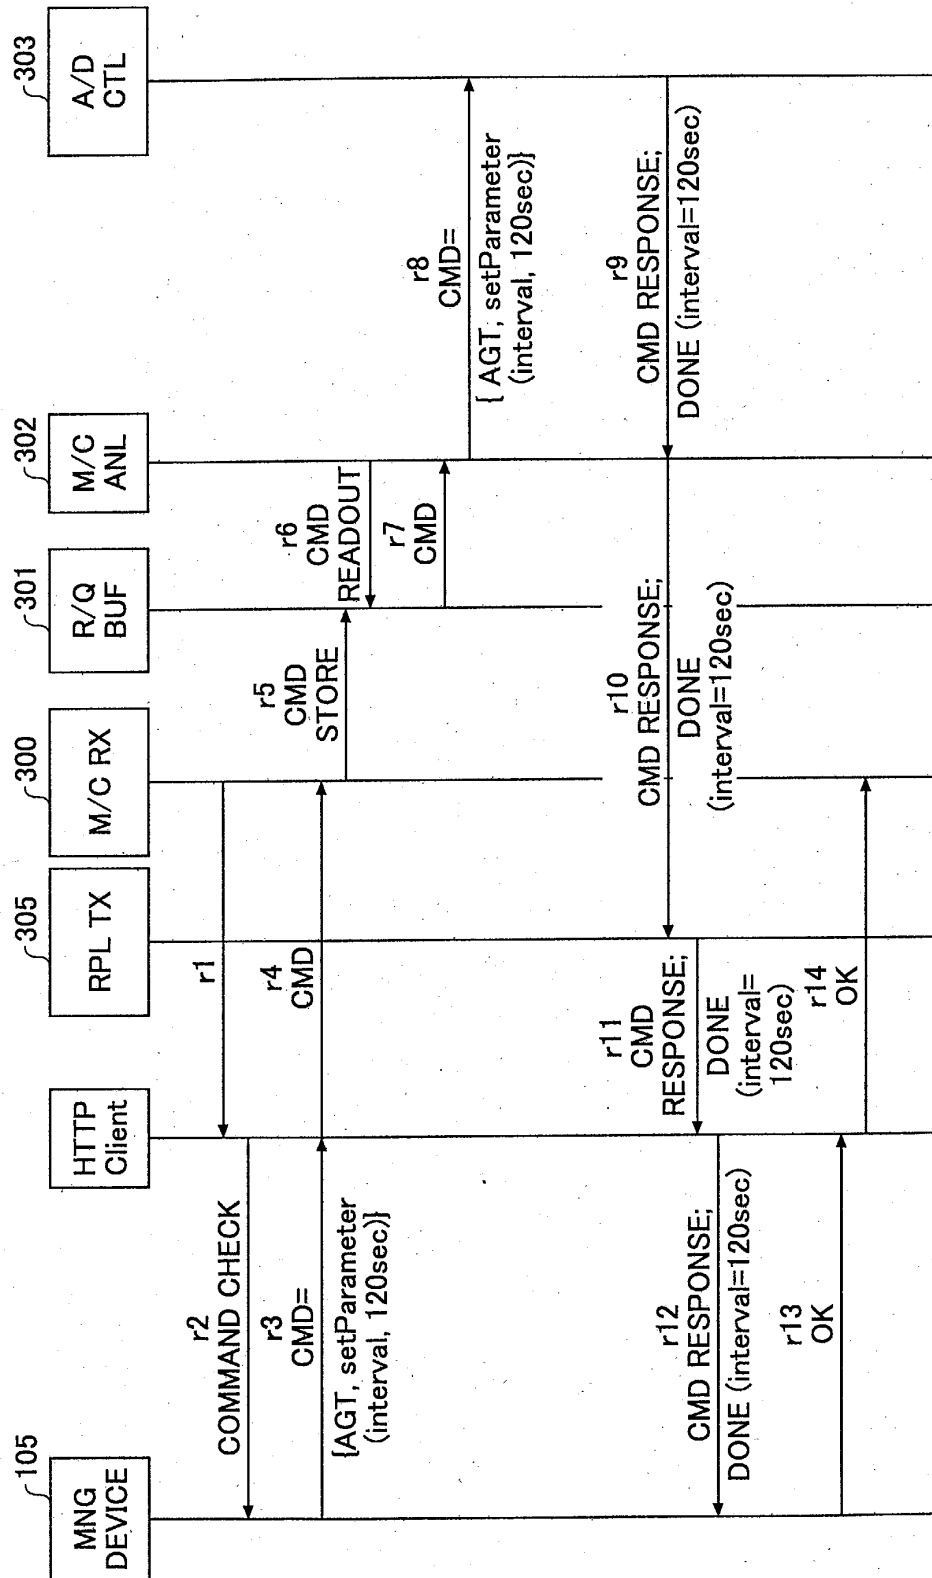 105
MNG
DEVICE
HTTP
Client
305
RPL TX
300
M/C RX
301
R/Q
BUF
302
M/C
ANL
303
A/D
CTL
r1
r2
COMMAND CHECK
r3
CMD=
{AGT, setParameter
(interval, 120sec)}
r4
CMD
r5
CMD
STORE
r6
CMD
READOUT
r7
CMD
r8
CMD=
{ AGT, setParameter
(interval, 120sec)}
r9
CMD RESPONSE;
DONE (interval=120sec)
r10
CMD RESPONSE;
DONE
(interval=120sec)
r11
CMD
RESPONSE;
DONE
(interval=
120sec)
r12
CMD RESPONSE;
DONE (interval=120sec)
r13
OK
r14
OK